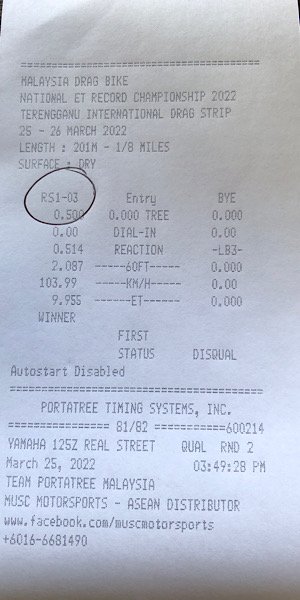 ================================================
MALAYSIA DRAG BIKE
NATIONAL ET RECORD CHAMPIONSHIP 2022
TERENGGANU INTERNATIONAL DRAG STRIP
25 - 26 MARCH 2022
LENGTH : 201M - 1/8 MILES
SURFACE : DRY
RS1-03 Entry BYE
0.500 0.000 TREE 0.000
0.00 DIAL-IN 0.00
0.514 REACTION -LB3-
2.087 ------60FT------ 0.000
103.99 ------KM/H------ 0.00
9.955 -------ET------- 0.000
WINNER
FIRST
STATUS DISQUAL
Autostart Disabled
================================================
PORTATREE TIMING SYSTEMS, INC.
================ 81/82 ===========600214
YAMAHA 125Z REAL STREET QUAL RND 2
March 25, 2022 03:49:28 PM
TEAM PORTATREE MALAYSIA
MUSC MOTORSPORTS - ASEAN DISTRIBUTOR
www.facebook.com/muscmotorsports
+6016-6681490